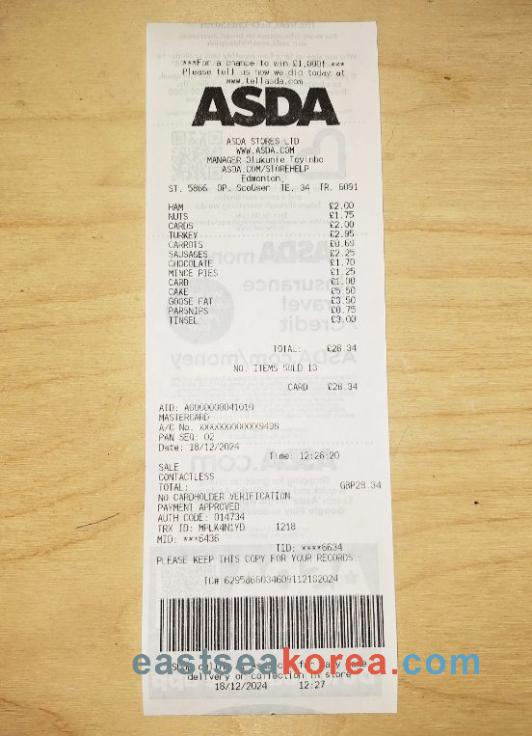 ***For a chance to win £1,000! ***
Please tell us how we did today at
www.tellasda.com
ASDA
ASDA STORES LTD
WWW.ASDA.COM
MANAGER Olukunle Toyinbo
ASDA.COM/STOREHELP
Edmonton,
ST. 5866 OP. ScoUser TE. 34 TR. 6091
HAM £2.00
NUTS £1.75
CARDS £2.00
TURKEY £2.95
CARROTS £0.69
SAUSAGES £2.25
CHOCOLATE £1.70
MINCE PIES £1.25
CARD £1.00
CAKE £5.50
GOOSE FAT £3.50
PARSNIPS £0.75
TINSEL £3.00
TOTAL: £28.34
NO. ITEMS SOLD 13
CARD £28.34
AID: A0000000041010
MASTERCARD
A/C No. XXXXXXXXXXXX9498
PAN SEQ: 02
Date: 18/12/2024
Time: 12:26:20
SALE
CONTACTLESS
TOTAL: GBP28.34
NO CARDHOLDER VERIFICATION
PAYMENT APPROVED
AUTH CODE: 014734
TRX ID: MPLK4N1YD 1218
MID: ***6436
TID: ****6634
PLEASE KEEP THIS COPY FOR YOUR RECORDS
TC# 62958660346091 12182024
eastseakorea.com
delivery or collection in store
18/12/2024 12:27